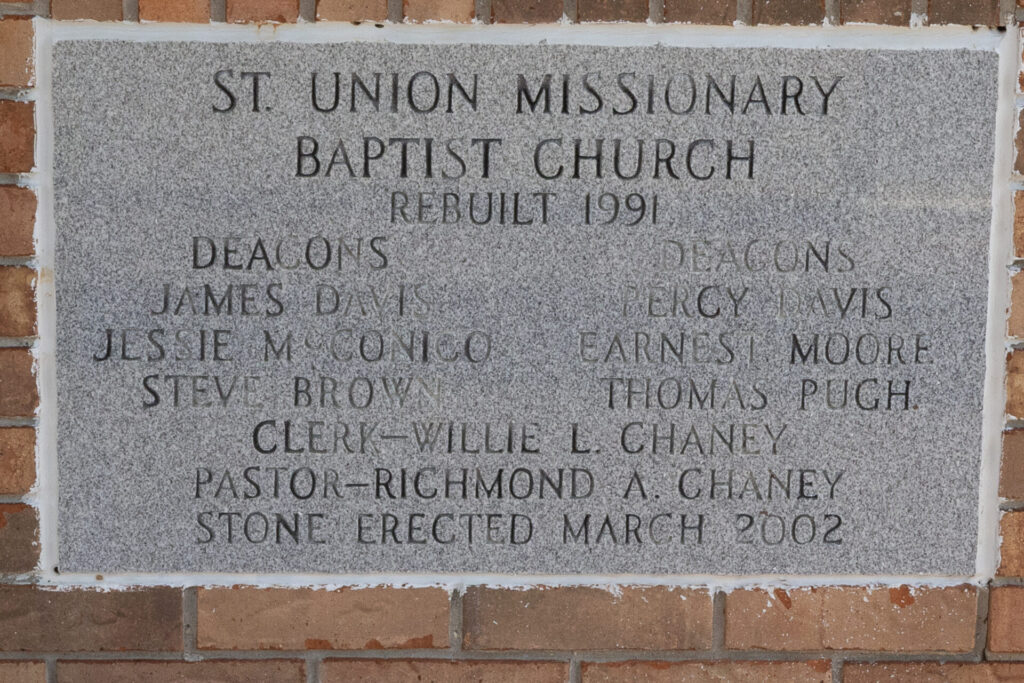 ST. UNION MISSIONARY
BAPTIST CHURCH
REBUILT 1991
DEACONS DEACONS
JAMES DAVIS PERCY DAVIS
JESSIE McCONICO EARNEST MOORE
STEVE BROWN THOMAS PUGH.
CLERK—WILLIE L. CHANEY
PASTOR—RICHMOND A. CHANEY
STONE ERECTED MARCH 2002